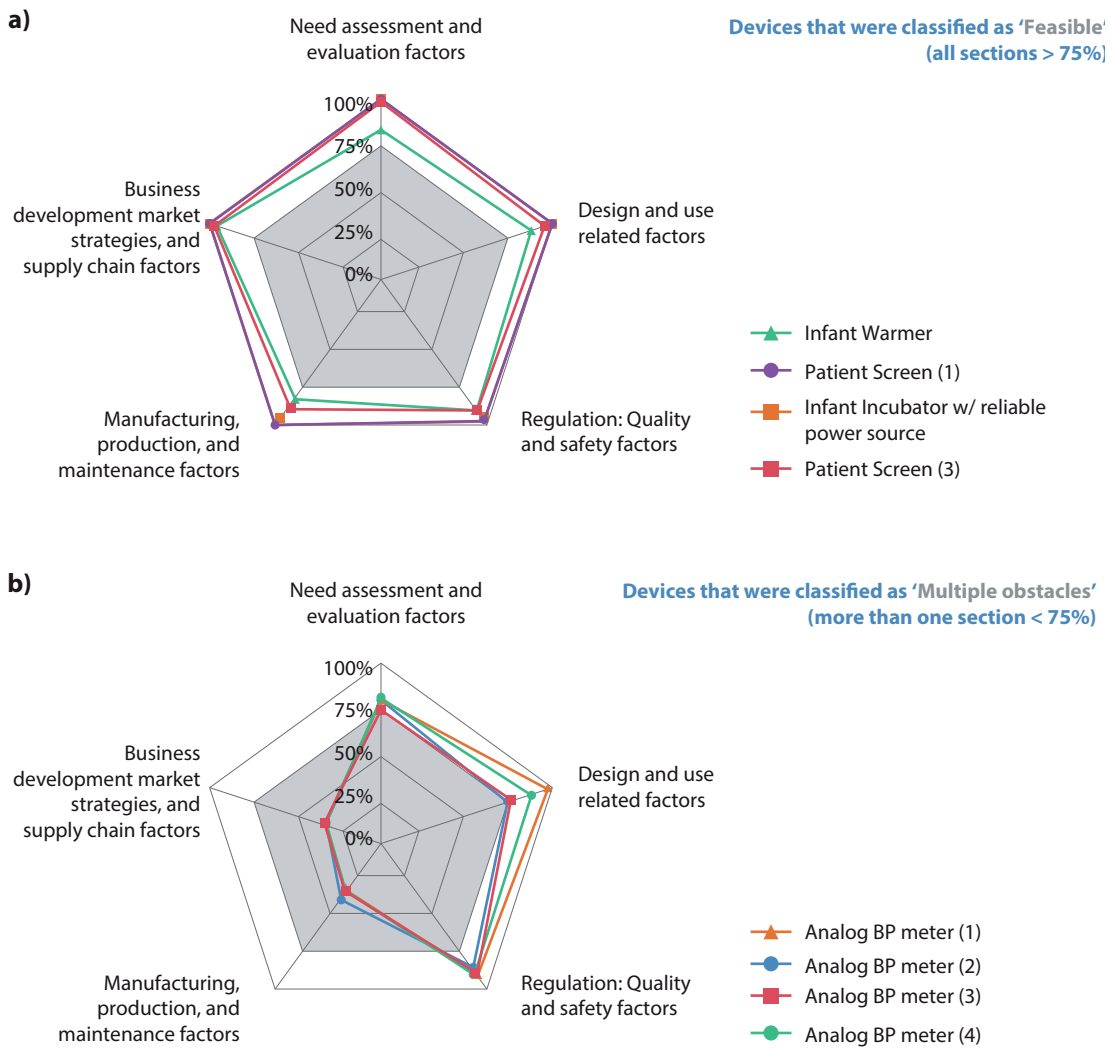 a)
Need assessment and
evaluation factors
Devices that were classified as ‘Feasible’
(all sections > 75%)
100%
75%
50%
25%
0%
Business
development market
strategies, and
supply chain factors
Design and use
related factors
Manufacturing,
production, and
maintenance factors
Regulation: Quality
and safety factors
Infant Warmer
Patient Screen (1)
Infant Incubator w/ reliable
power source
Patient Screen (3)
b)
Need assessment and
evaluation factors
Devices that were classified as ‘Multiple obstacles’
(more than one section < 75%)
100%
75%
50%
25%
0%
Business
development market
strategies, and
supply chain factors
Design and use
related factors
Manufacturing,
production, and
maintenance factors
Regulation: Quality
and safety factors
Analog BP meter (1)
Analog BP meter (2)
Analog BP meter (3)
Analog BP meter (4)